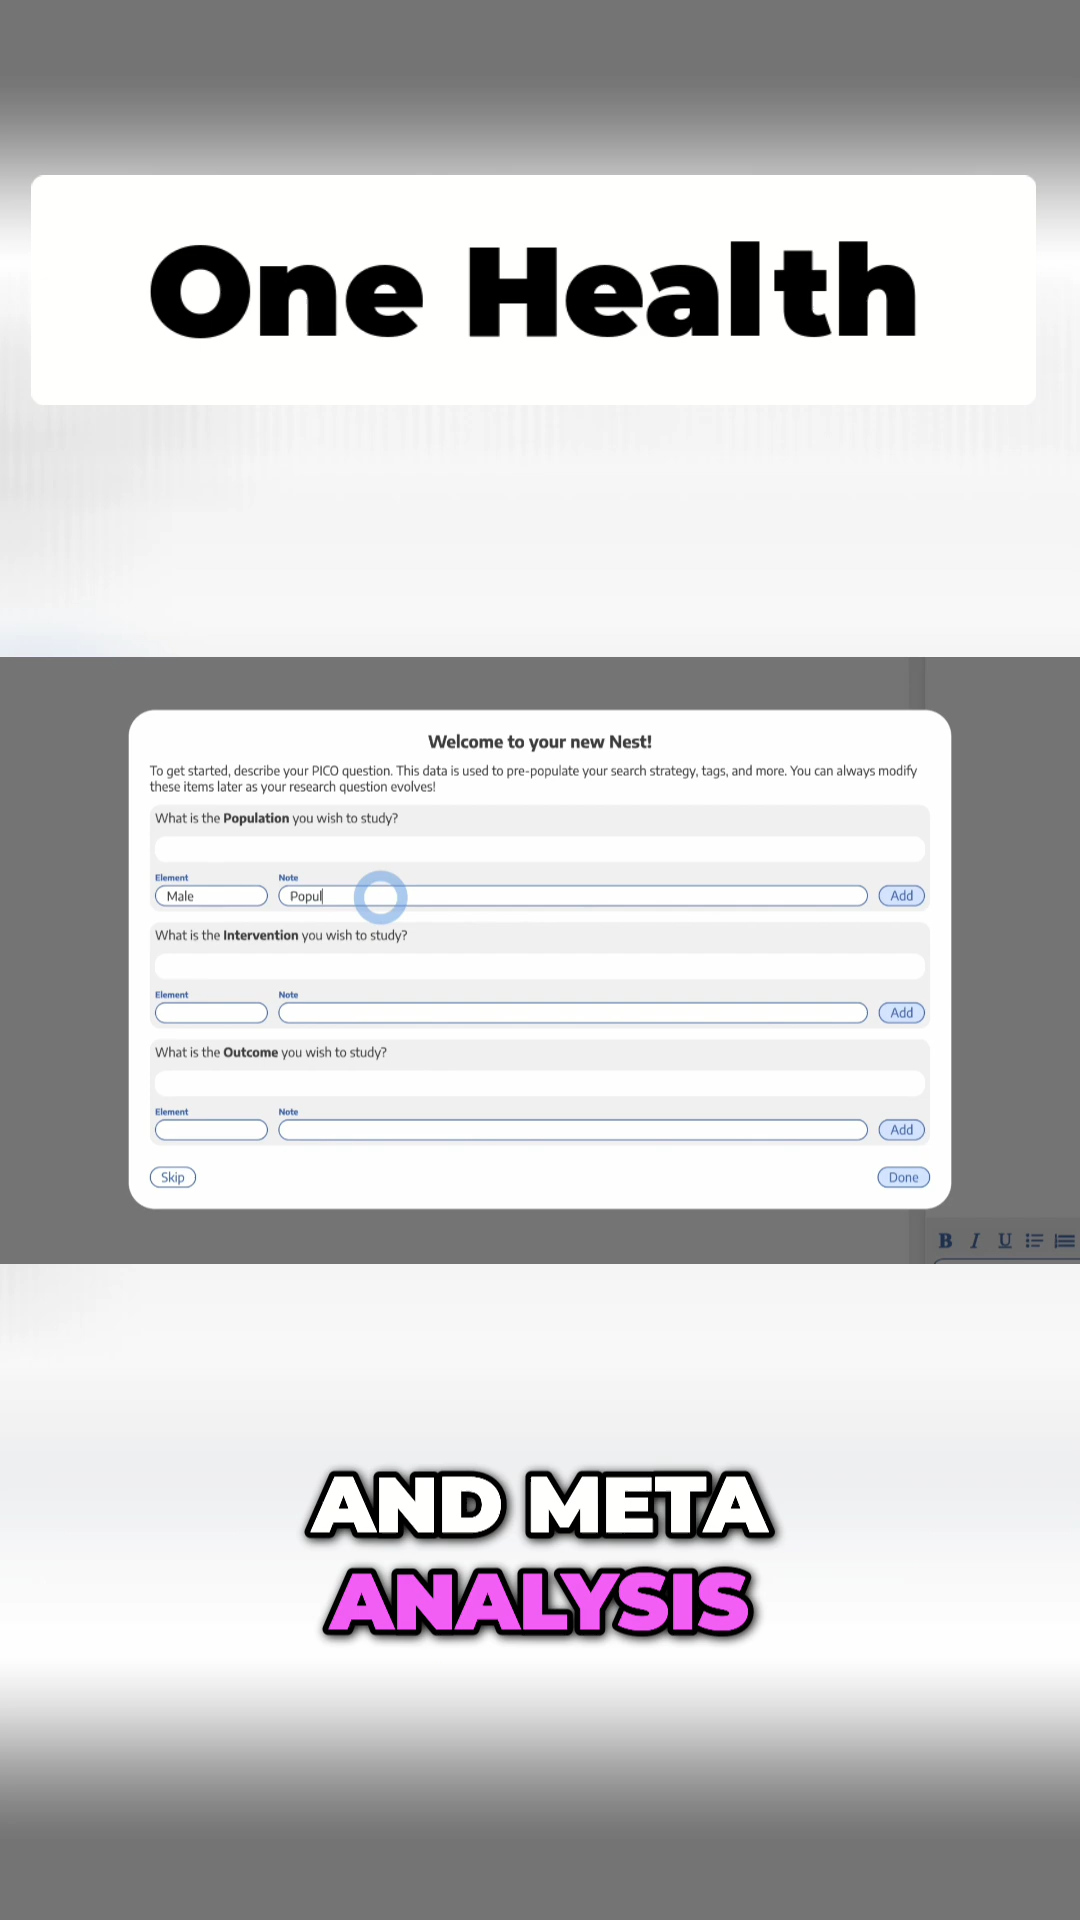 One Health
Welcome to your new Nest!
To get started, describe your PICO question. This data is used to pre-populate your search strategy, tags, and more. You can always modify
these items later as your research question evolves!
What is the Population you wish to study?
Element Note
Male Popul Add
What is the Intervention you wish to study?
Element Note
Add
What is the Outcome you wish to study?
Element Note
Add
Skip Done
B I U
AND META
ANALYSIS